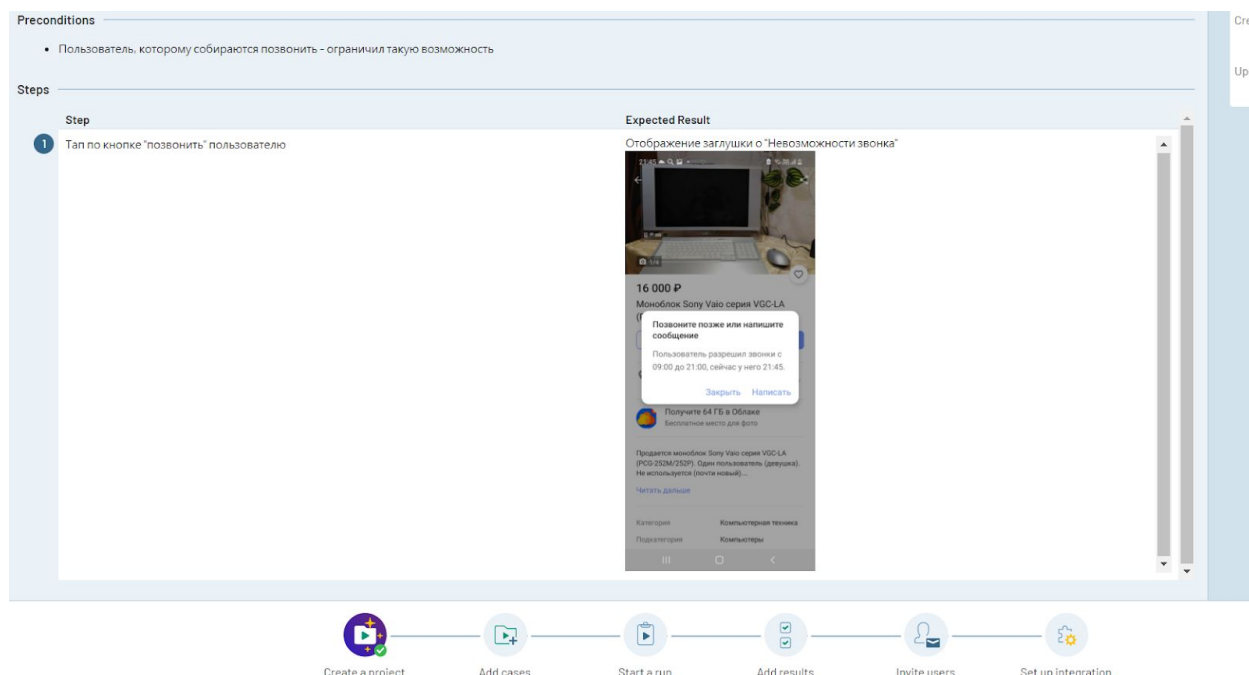 Preconditions
Cre
Пользователь, которому собираются позвонить - ограничил такую возможность
Up
Steps
Step
Expected Result
1
Тап по кнопке "позвонить" пользователю
Отображение заглушки о "Невозможности звонка"
21:45
1/4
16 000 ₽
Моноблок Sony Vaio серия VGC-LA
Позвоните позже или напишите
сообщение
Пользователь разрешил звонки с
09:00 до 21:00, сейчас у него 21:45.
Закрыть Написать
Получите 64 ГБ в Облаке
Бесплатное место для фото
Продается моноблок Sony Vaio серия VGC-LA
(PCG-252M/252P). Один пользователь (девушка).
Не используется (почти новый)...
Читать дальше
Категория Компьютерная техника
Подкатегория Компьютеры
Create a project
Add cases
Start a run
Add results
Invite users
Set up integration